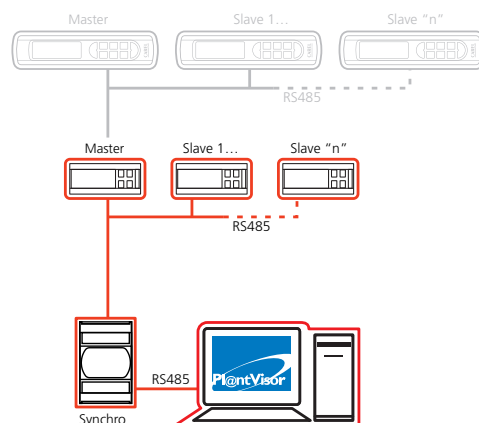 Master Slave 1... Slave “n”
RS485
Master Slave 1... Slave “n”
RS485
RS485
Pl@ntVisor
Synchro